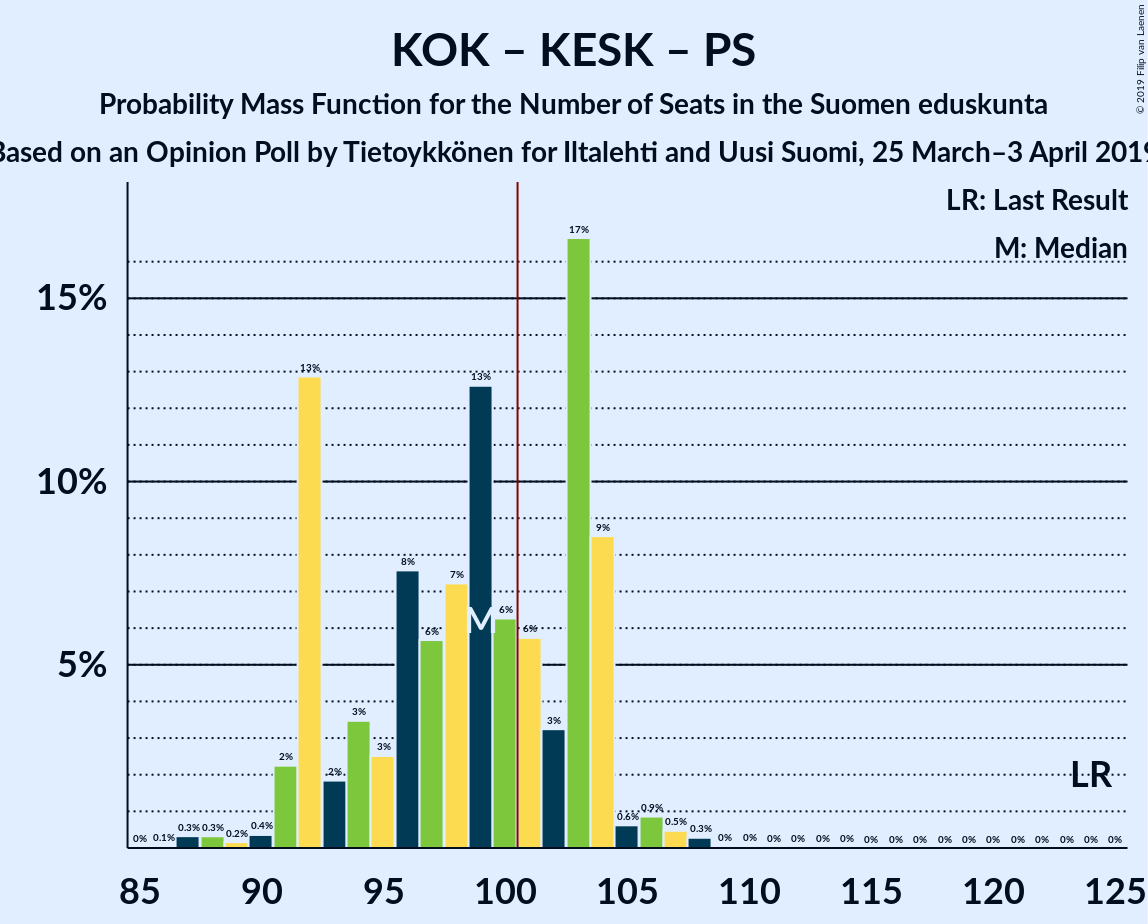 © 2019 Filip van Laenen
KOK – KESK – PS
Probability Mass Function for the Number of Seats in the Suomen eduskunta
Based on an Opinion Poll by Tietoykkönen for Iltalehti and Uusi Suomi, 25 March–3 April 2019
LR: Last Result
M: Median
15%
10%
5%
0% 0.1% 0.3% 0.3% 0.2% 0.4% 2% 13% 2% 3% 3% 8% 6% 7% 13% 6% 6% 3% 17% 9% 0.6% 0.9% 0.5% 0.3% 0% 0% 0% 0% 0% 0% 0% 0% 0% 0% 0% 0% 0% 0% 0% 0% 0%
M
LR
85 90 95 100 105 110 115 120 125